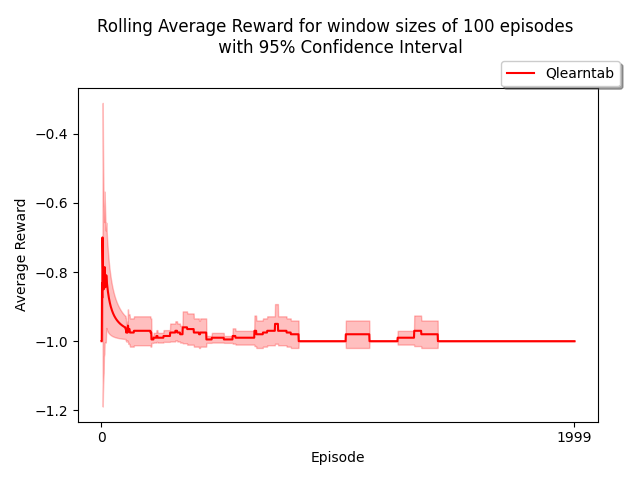 Rolling Average Reward for window sizes of 100 episodes
with 95% Confidence Interval
Qlearntab
Average Reward
−0.4
−0.6
−0.8
−1.0
−1.2
0
1999
Episode